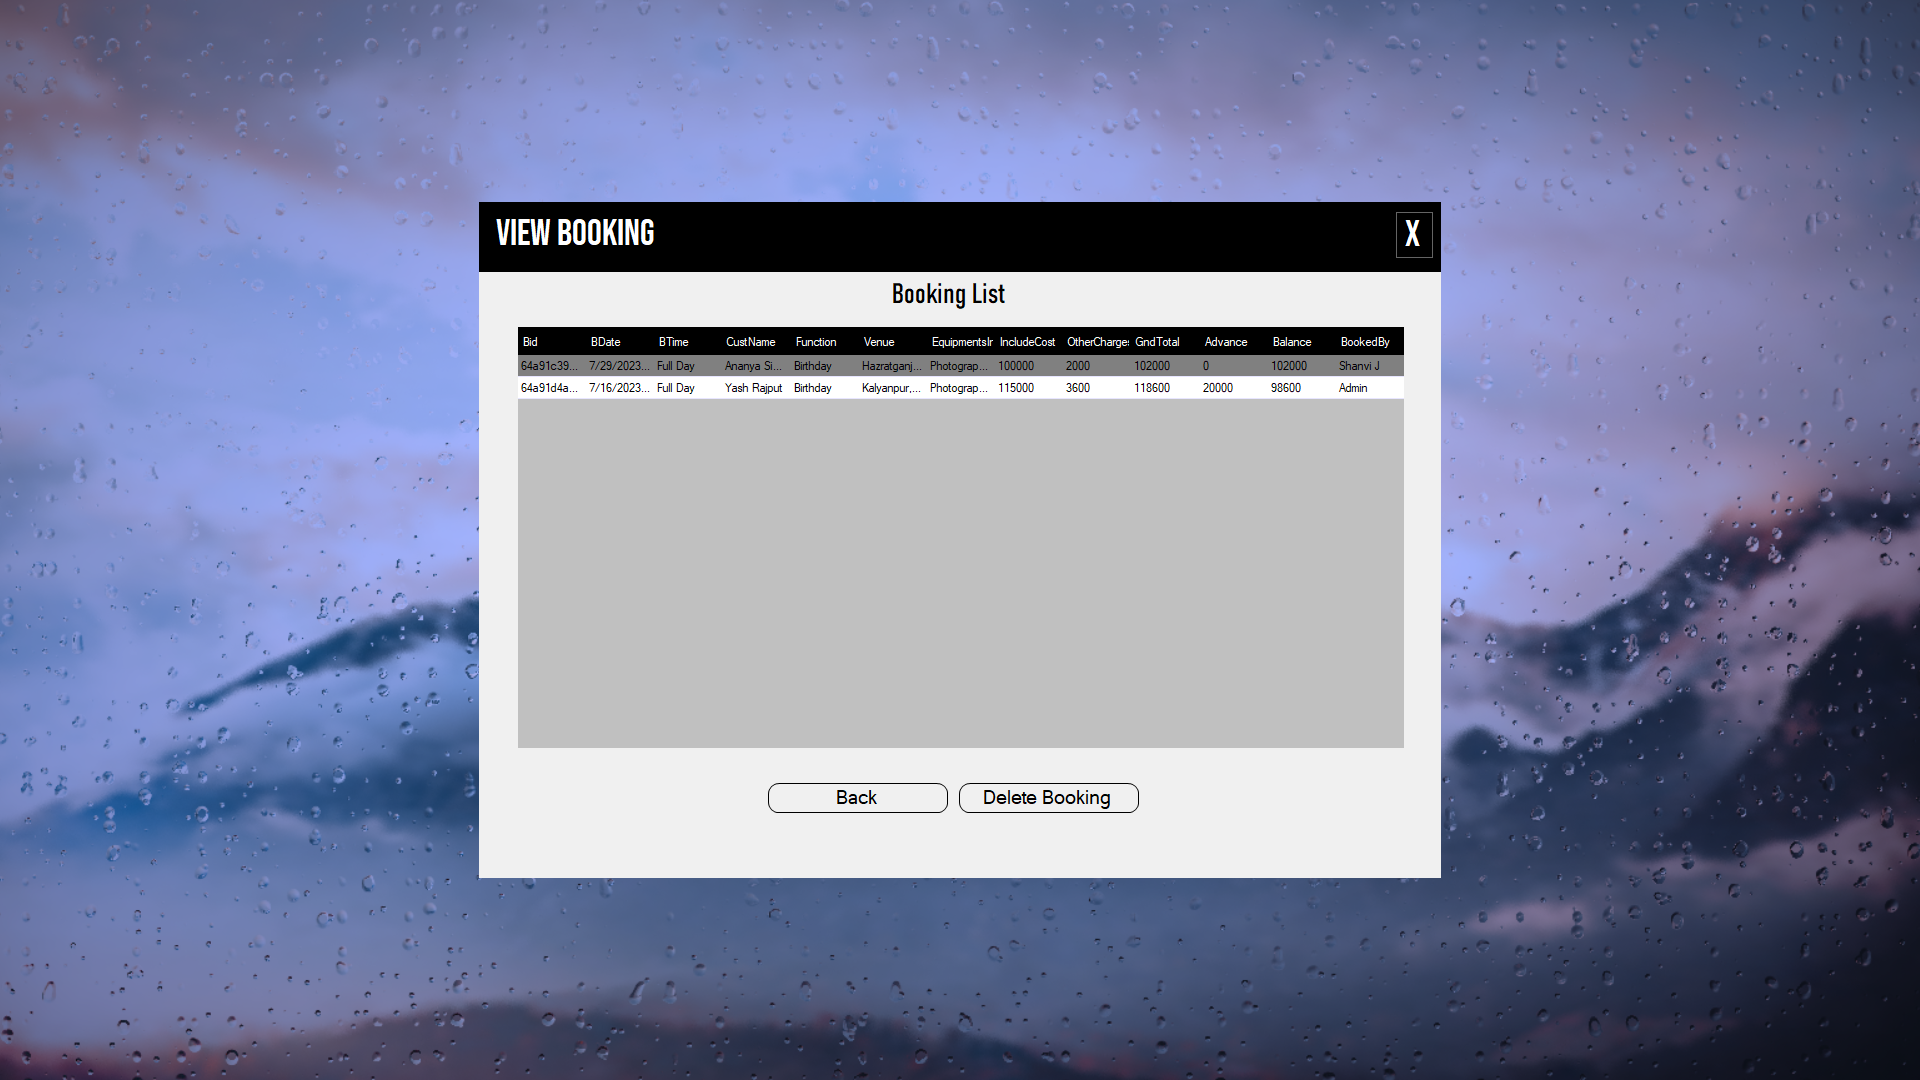 VIEW BOOKING X
Booking List
Bid BDate BTime CustName Function Venue EquipmentsIr IncludeCost OtherCharges GndTotal Advance Balance BookedBy
64a91c39... 7/29/2023... Full Day Ananya Si... Birthday Hazratganj... Photograp... 100000 2000 102000 0 102000 Shanvi J
64a91d4a... 7/16/2023... Full Day Yash Rajput Birthday Kalyanpur,... Photograp... 115000 3600 118600 20000 98600 Admin
Back Delete Booking